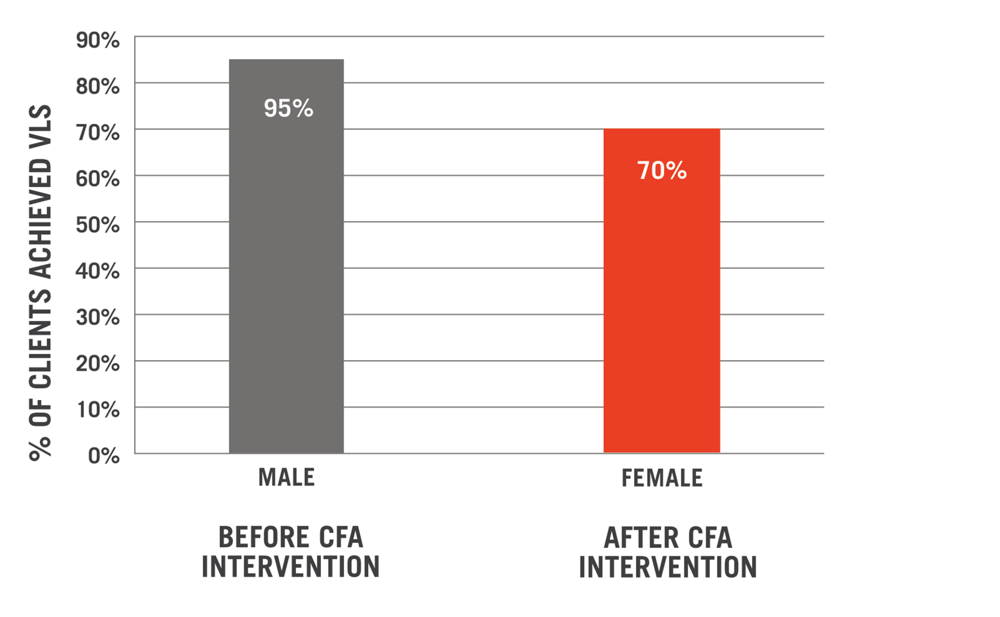 % OF CLIENTS ACHIEVED VLS
90%
80%
70%
60%
50%
40%
30%
20%
10%
0%
95%
70%
MALE
FEMALE
BEFORE CFA
INTERVENTION
AFTER CFA
INTERVENTION